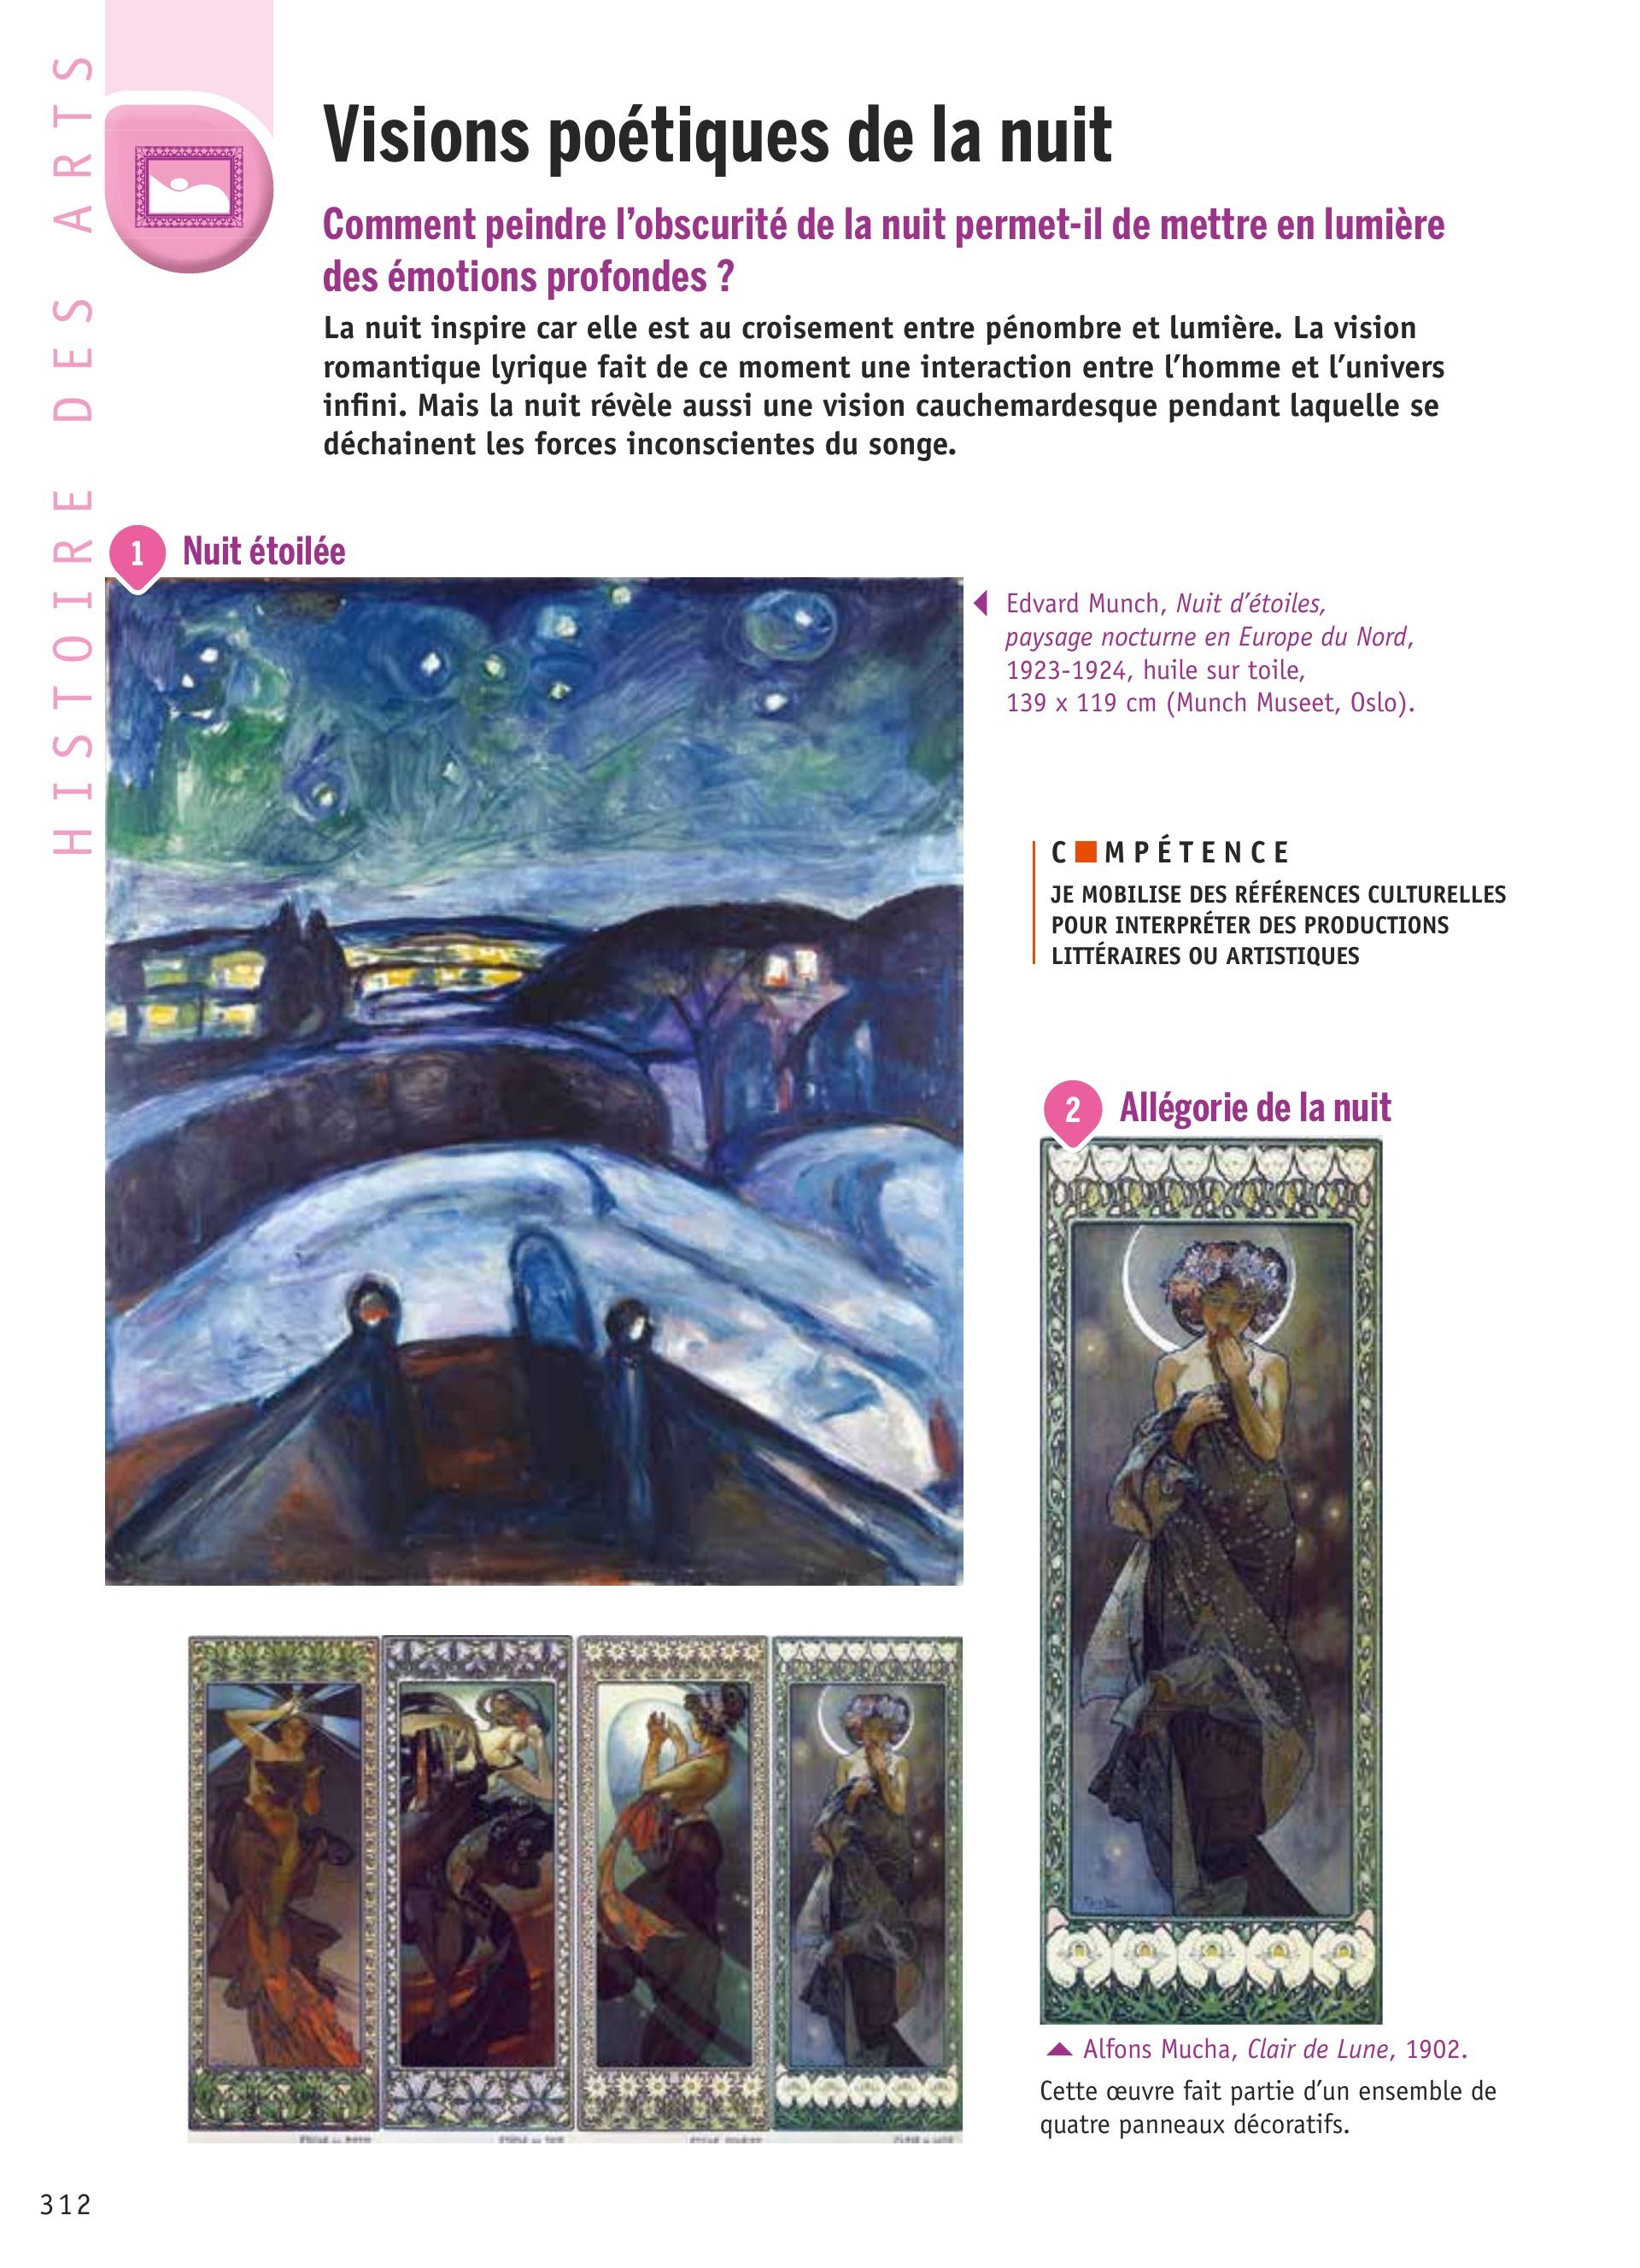 HISTOIRE DES ARTS
Visions poétiques de la nuit
Comment peindre l’obscurité de la nuit permet-il de mettre en lumière
des émotions profondes ?
La nuit inspire car elle est au croisement entre pénombre et lumière. La vision
romantique lyrique fait de ce moment une interaction entre l’homme et l’univers
infini. Mais la nuit révèle aussi une vision cauchemardesque pendant laquelle se
déchainent les forces inconscientes du songe.
1 Nuit étoilée
Edvard Munch, Nuit d’étoiles,
paysage nocturne en Europe du Nord,
1923-1924, huile sur toile,
139 x 119 cm (Munch Museet, Oslo).
C■MPÉTENCE
JE MOBILISE DES RÉFÉRENCES CULTURELLES
POUR INTERPRÉTER DES PRODUCTIONS
LITTÉRAIRES OU ARTISTIQUES
2 Allégorie de la nuit
Alfons Mucha, Clair de Lune, 1902.
Cette œuvre fait partie d’un ensemble de
quatre panneaux décoratifs.
312